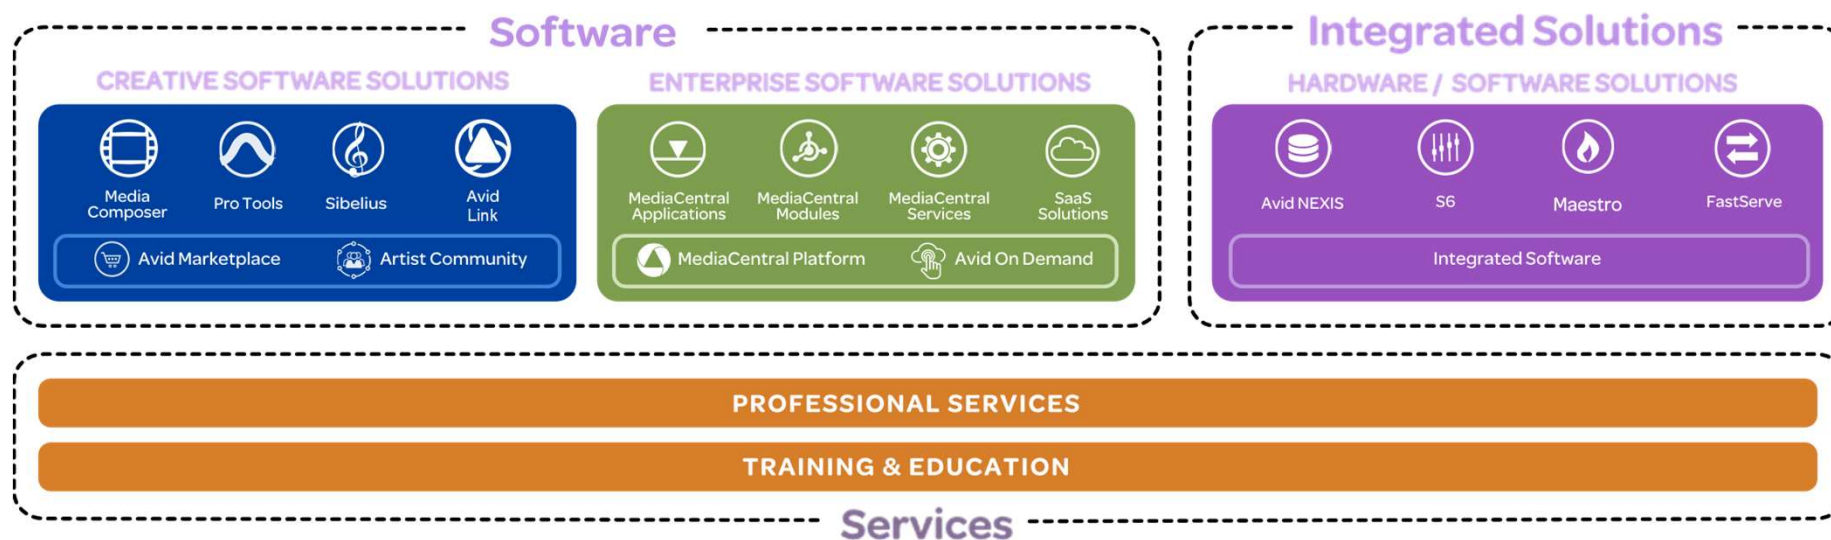 Software
Integrated Solutions
CREATIVE SOFTWARE SOLUTIONS
ENTERPRISE SOFTWARE SOLUTIONS
HARDWARE / SOFTWARE SOLUTIONS
Media
Composer
Pro Tools
Sibelius
Avid
Link
MediaCentral
Applications
MediaCentral
Modules
MediaCentral
Services
SaaS
Solutions
Avid NEXIS
S6
Maestro
FastServe
Avid Marketplace
Artist Community
MediaCentral Platform
Avid On Demand
Integrated Software
PROFESSIONAL SERVICES
TRAINING & EDUCATION
Services